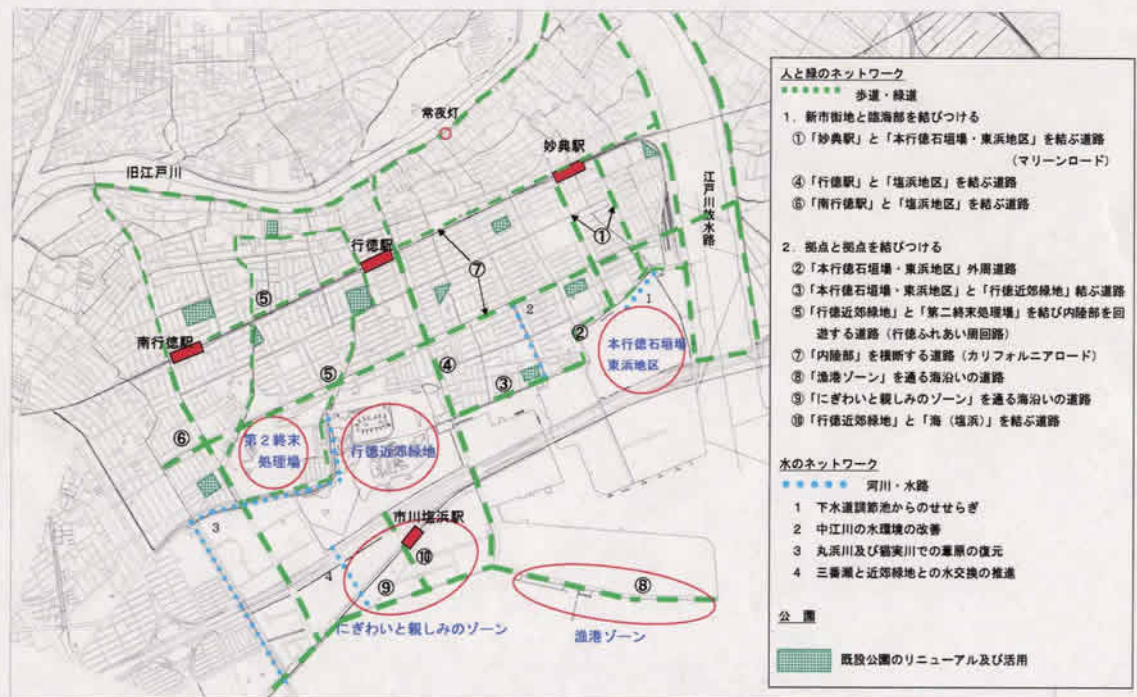 常夜灯
妙典駅
旧江戸川
江戸川放水路
①
行徳駅
⑦
⑤
2
1
南行徳駅
②
④
本行徳石垣場
東浜地区
⑤
③
⑥
第2終末
処理場
行徳近郊緑地
3
市川塩浜駅
⑩
4
⑨
⑧
にぎわいと親しみのゾーン
漁港ゾーン
人と緑のネットワーク
歩道・緑道
1. 新市街地と臨海部を結びつける
①「妙典駅」と「本行徳石垣場・東浜地区」を結ぶ道路
(マリーンロード)
④「行徳駅」と「塩浜地区」を結ぶ道路
⑥「南行徳駅」と「塩浜地区」を結ぶ道路
2. 拠点と拠点を結びつける
②「本行徳石垣場・東浜地区」外周道路
③「本行徳石垣場・東浜地区」と「行徳近郊緑地」結ぶ道路
⑤「行徳近郊緑地」と「第二終末処理場」を結び内陸部を回
遊する道路(行徳ふれあい周回路)
⑦「内陸部」を横断する道路(カリフォルニアロード)
⑧「漁港ゾーン」を通る海沿いの道路
⑨「にぎわいと親しみのゾーン」を通る海沿いの道路
⑩「行徳近郊緑地」と「海(塩浜)」を結ぶ道路
水のネットワーク
河川・水路
1 下水道調節池からのせせらぎ
2 中江川の水環境の改善
3 丸浜川及び猫実川での葦原の復元
4 三番瀬と近郊緑地との水交換の推進
公園
既設公園のリニューアル及び活用